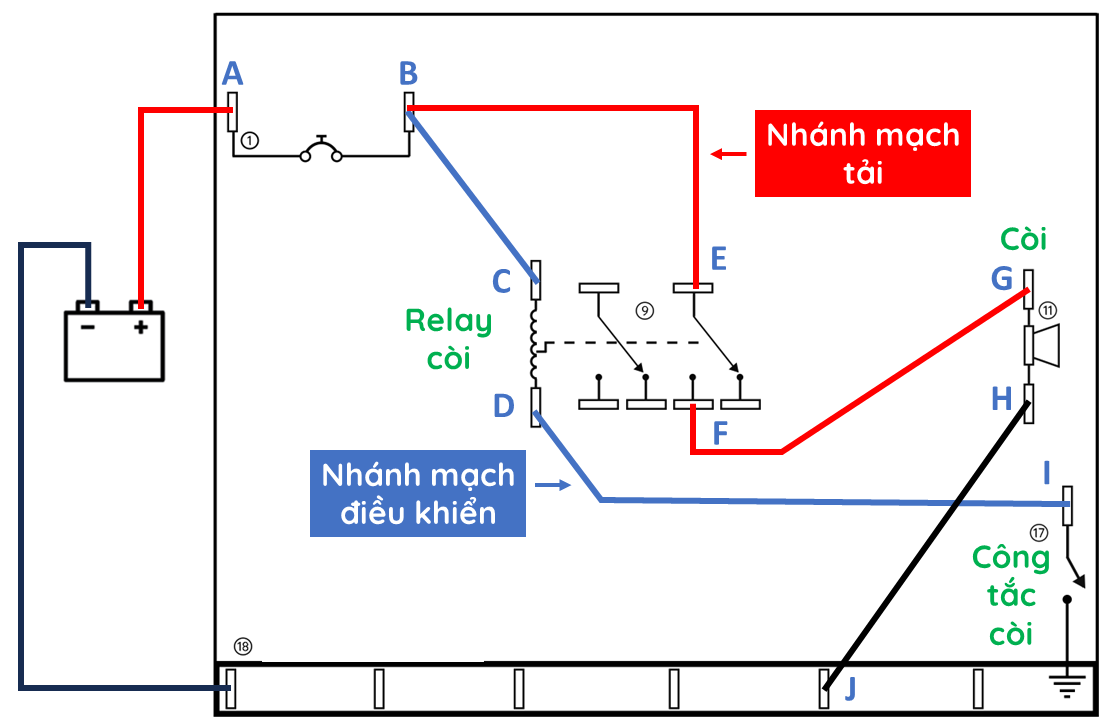 A
B
①
Nhánh mạch
tải
Còi
E
G
C
⑨
⑪
− +
Relay
còi
D
H
F
Nhánh mạch
điều khiển
I
⑰
Công
tắc
còi
⑱
J